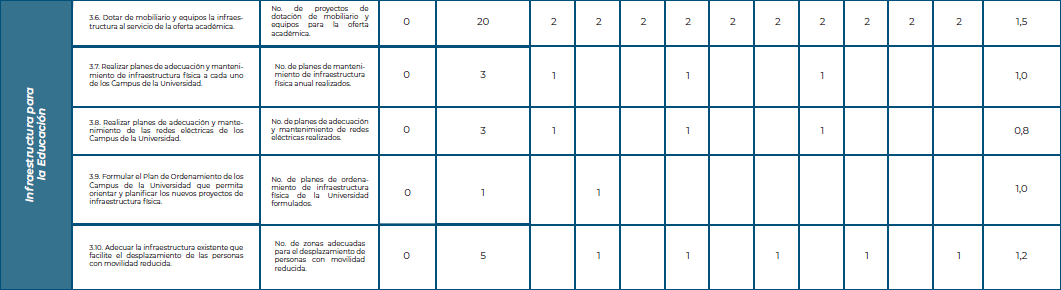 Infraestructura para
la Educación
3.6. Dotar de mobiliario y equipos la infraes-
tructura al servicio de la oferta académica.
No. de proyectos de
dotación de mobiliario y
equipos para la oferta
académica.
0 20 2 2 2 2 2 2 2 2 2 2 1,5
3.7. Realizar planes de adecuación y manteni-
miento de infraestructura física a cada uno
de los Campus de la Universidad.
No. de planes de manteni-
miento de infraestructura
física anual realizados.
0 3 1 1 1 1,0
3.8. Realizar planes de adecuación y mante-
nimiento de las redes eléctricas de los
Campus de la Universidad.
No. de planes de adecuación
y mantenimiento de redes
eléctricas realizados.
0 3 1 1 1 0,8
3.9. Formular el Plan de Ordenamiento de los
Campus de la Universidad que permita
orientar y planificar los nuevos proyectos de
infraestructura física.
No. de planes de ordena-
miento de infraestructura
física de la Universidad
formulados.
0 1 1 1,0
3.10. Adecuar la infraestructura existente que
facilite el desplazamiento de las personas
con movilidad reducida.
No. de zonas adecuadas
para el desplazamiento de
personas con movilidad
reducida.
0 5 1 1 1 1 1 1,2